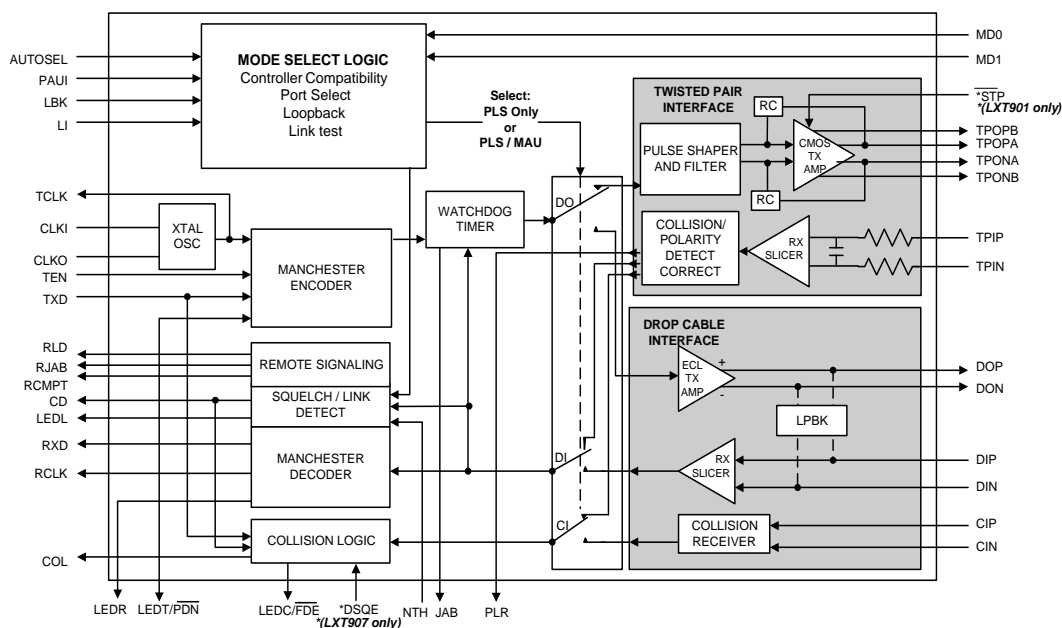 AUTOSEL
PAUI
LBK
LI
MODE SELECT LOGIC
Controller Compatibility
Port Select
Loopback
Link test
MD0
MD1
Select:
PLS Only
or
PLS / MAU
TWISTED PAIR
INTERFACE
RC
*STP
*(LXT901 only)
PULSE SHAPER
AND FILTER
CMOS
TX
AMP
TPOPB
TPOPA
TPONA
TPONB
RC
TCLK
CLKI
CLKO
TEN
TXD
XTAL
OSC
MANCHESTER
ENCODER
WATCHDOG
TIMER
DO
COLLISION/
POLARITY
DETECT
CORRECT
RX
SLICER
TPIP
TPIN
DROP CABLE
INTERFACE
RLD
RJAB
RCMPT
CD
LEDL
RXD
RCLK
REMOTE SIGNALING
SQUELCH / LINK
DETECT
MANCHESTER
DECODER
ECL
TX
AMP
+
-
DOP
DON
LPBK
DI
RX
SLICER
DIP
DIN
COL
COLLISION LOGIC
CI
COLLISION
RECEIVER
CIP
CIN
LEDR
LEDT/PDN
LEDC/FDE
*DSQE
*(LXT907 only)
NTH
JAB
PLR